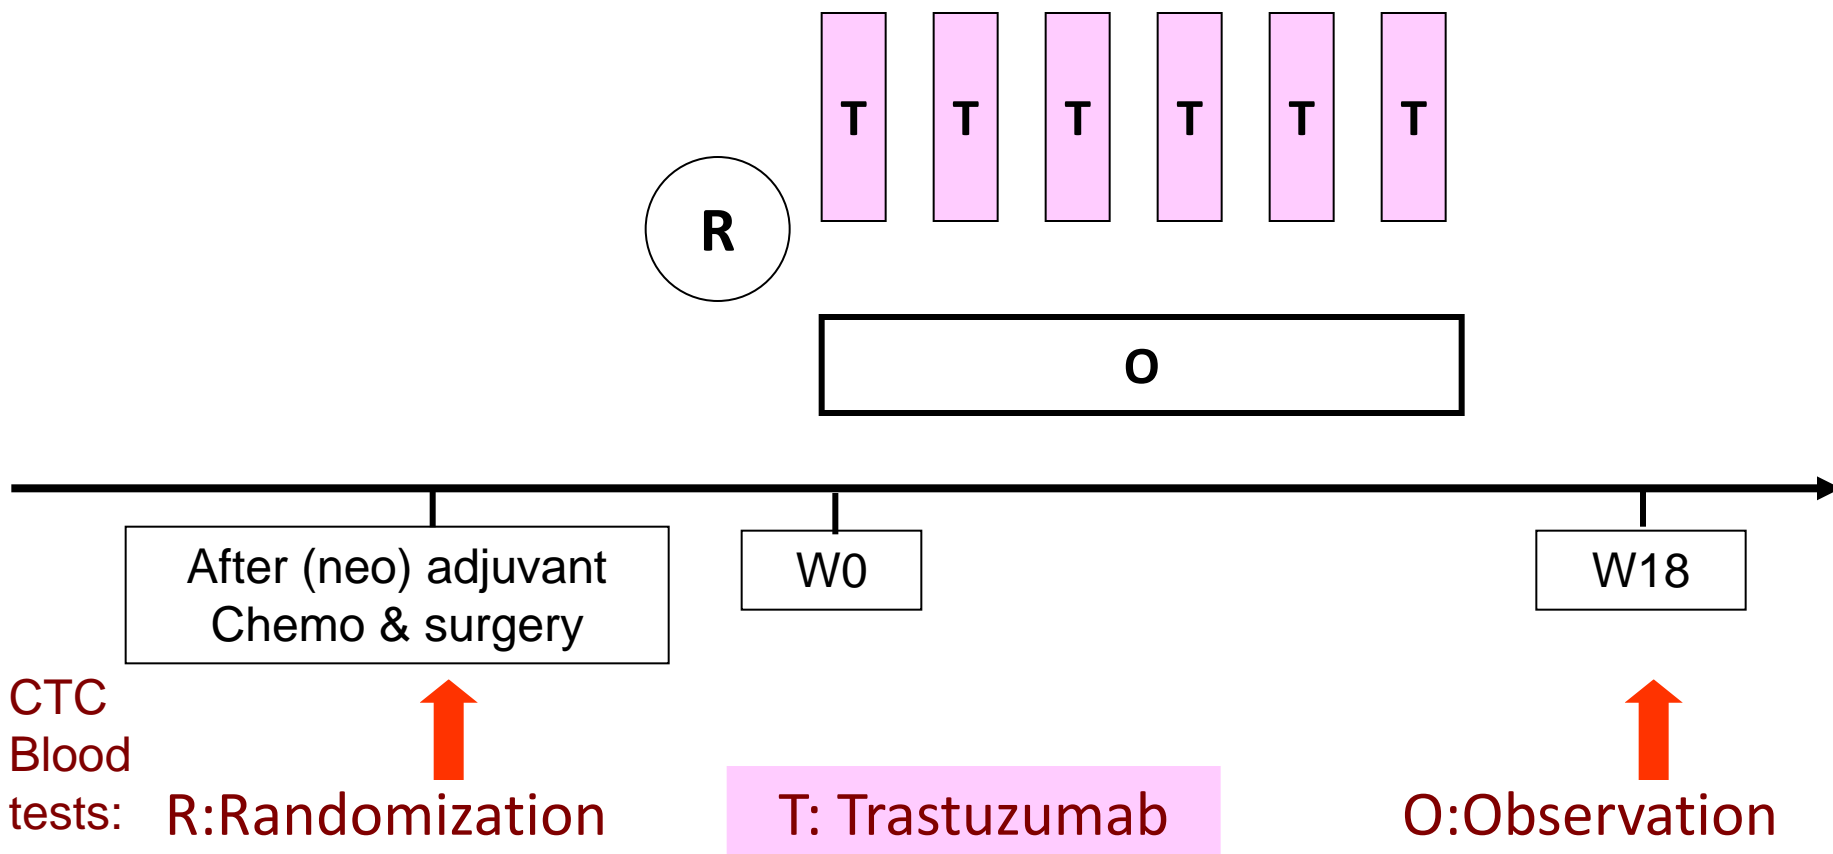 T T T T T T
R
O
After (neo) adjuvant
Chemo & surgery
W0
W18
CTC
Blood
tests:
R:Randomization
T: Trastuzumab
O:Observation